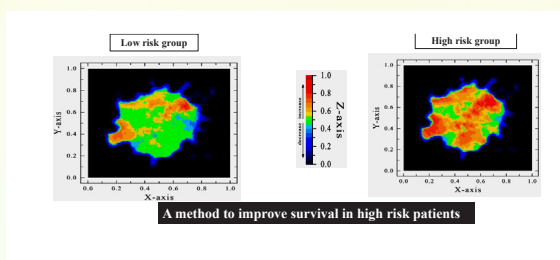 Low risk group
High risk group
1.0
0.8
0.6
0.4
0.2
0.0
Y-axis
0.0 0.2 0.4 0.6 0.8 1.0
X-axis
1.0
0.8
0.6
0.4
0.2
0.0
Z-axis
decrease increase
1.0
0.8
0.6
0.4
0.2
0.0
Y-axis
0.0 0.2 0.4 0.6 0.8 1.0
X-axis
A method to improve survival in high risk patients